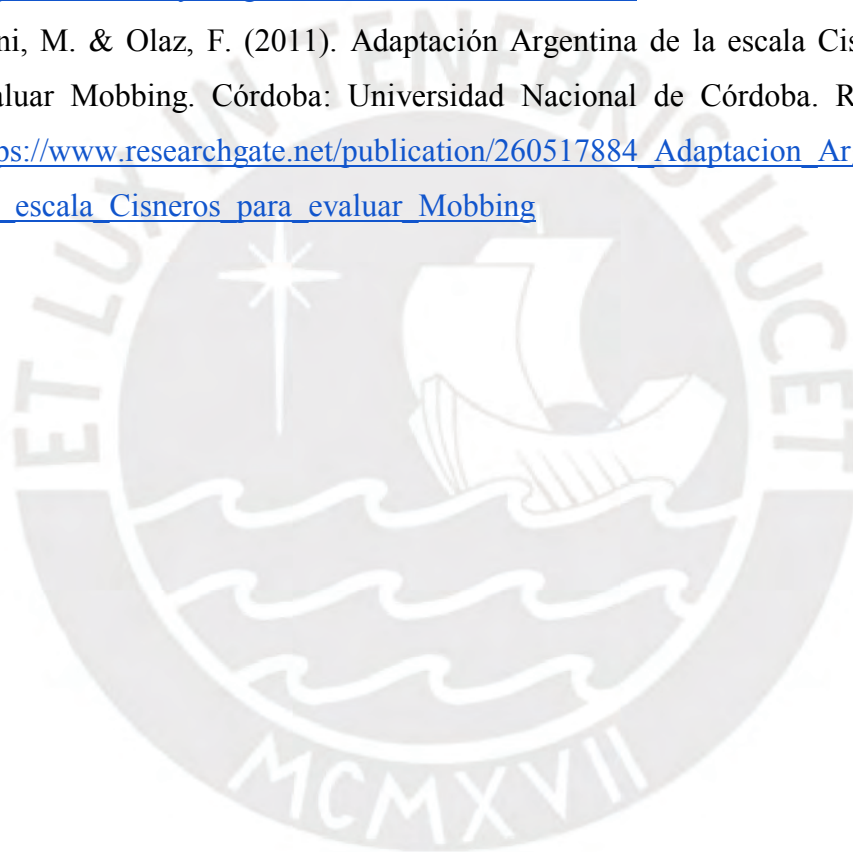 ni, M. & Olaz, F. (2011). Adaptación Argentina de la escala Cis
aluar Mobbing. Córdoba: Universidad Nacional de Córdoba. R
ps://www.researchgate.net/publication/260517884_Adaptacion_Ar
_escala_Cisneros_para_evaluar_Mobbing
ET LUX IN TENEBRIS LUCET
MCMXVII